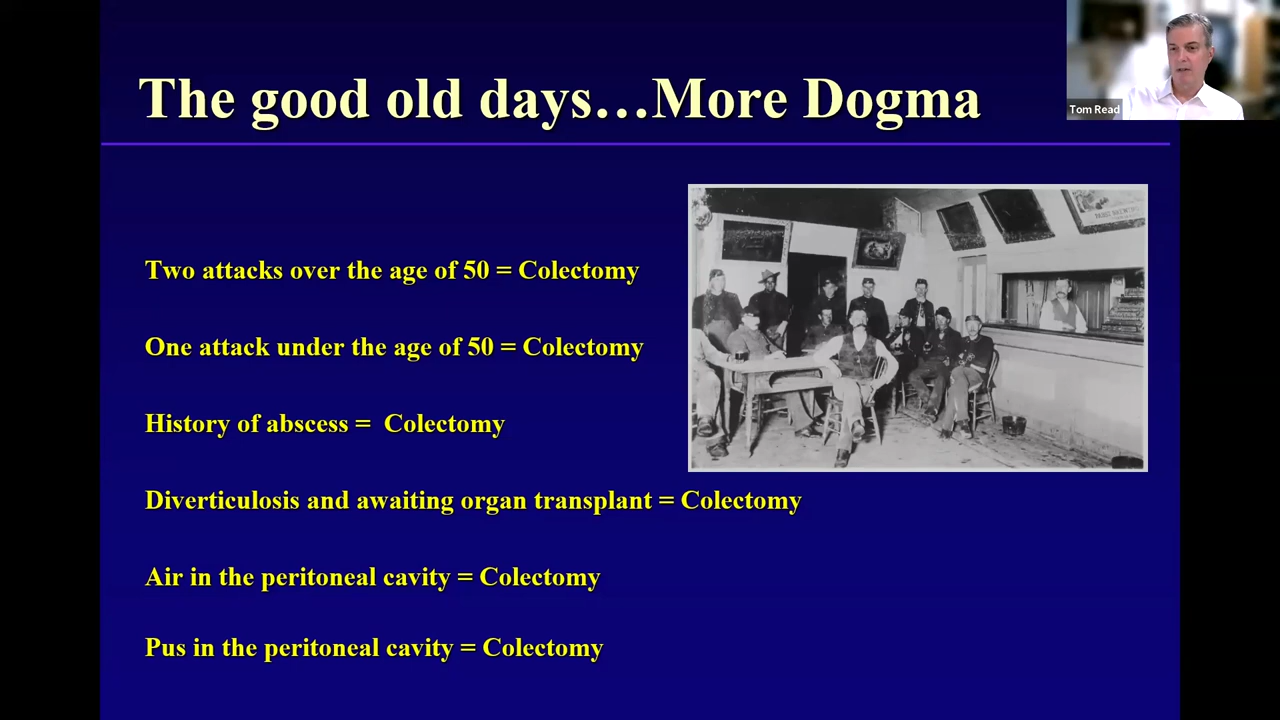 The good old days…More Dogma
Tom Read
Two attacks over the age of 50 = Colectomy
One attack under the age of 50 = Colectomy
History of abscess =  Colectomy
Diverticulosis and awaiting organ transplant = Colectomy
Air in the peritoneal cavity = Colectomy
Pus in the peritoneal cavity = Colectomy